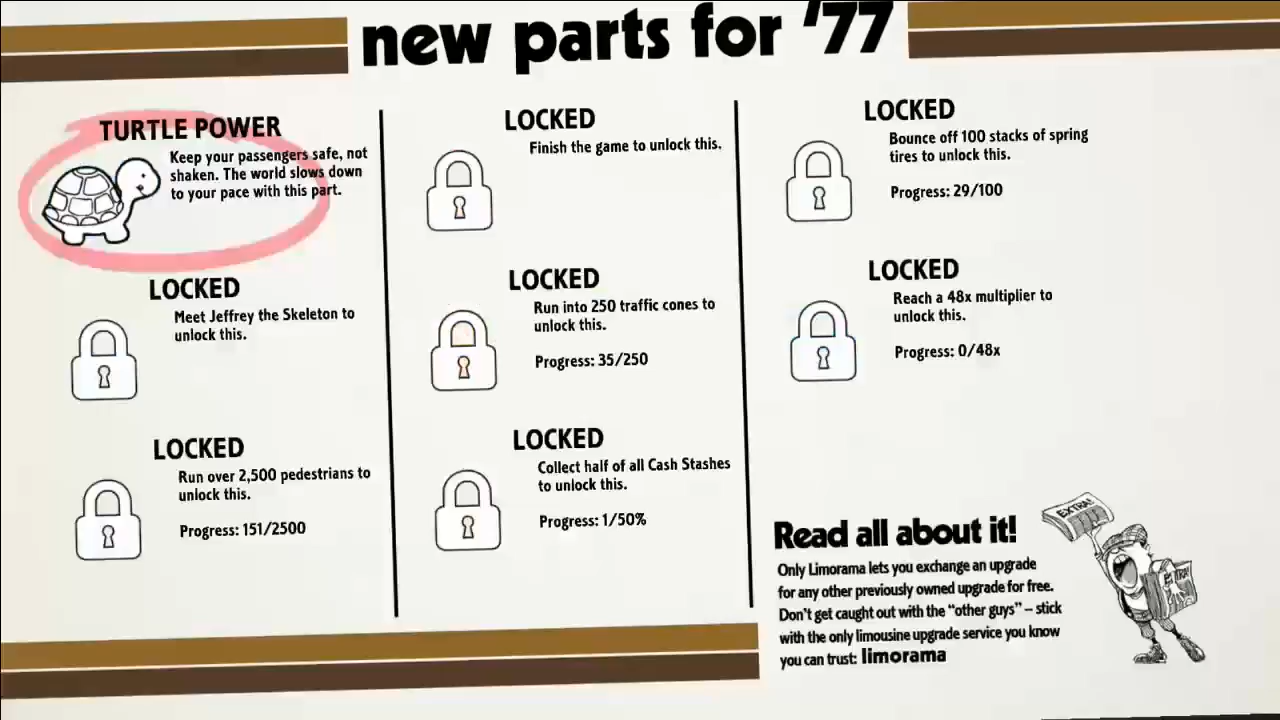 new parts for '77
TURTLE POWER
Keep your passengers safe, not
shaken. The world slows down
to your pace with this part.
LOCKED
Meet Jeffrey the Skeleton to
unlock this.
LOCKED
Run over 2,500 pedestrians to
unlock this.
Progress: 151/2500
LOCKED
Finish the game to unlock this.
LOCKED
Run into 250 traffic cones to
unlock this.
Progress: 35/250
LOCKED
Collect half of all Cash Stashes
to unlock this.
Progress: 1/50%
LOCKED
Bounce off 100 stacks of spring
tires to unlock this.
Progress: 29/100
LOCKED
Reach a 48x multiplier to
unlock this.
Progress: 0/48x
Read all about it!
Only Limorama lets you exchange an upgrade
for any other previously owned upgrade for free.
Don't get caught out with the "other guys" – stick
with the only limousine upgrade service you know
you can trust: limorama
EXTRA!
EXTRA!